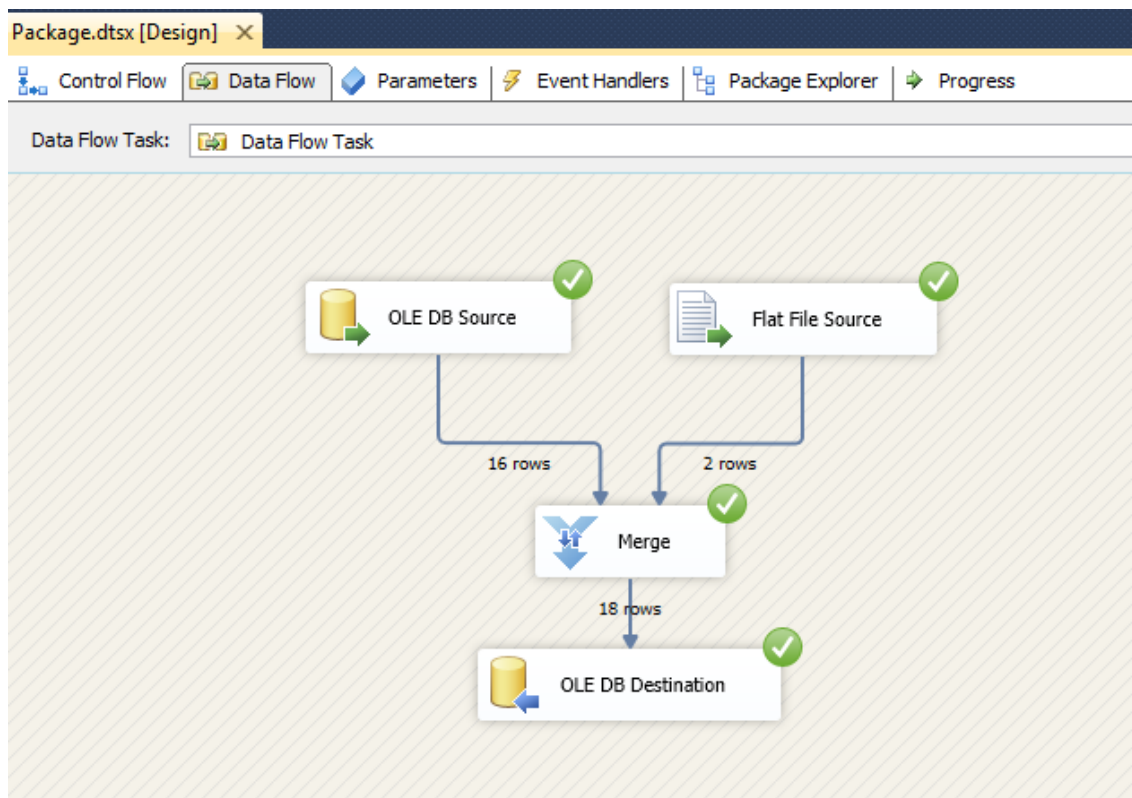 Package.dtsx [Design]
Control Flow Data Flow Parameters Event Handlers Package Explorer Progress
Data Flow Task: Data Flow Task
OLE DB Source Flat File Source
16 rows 2 rows
Merge
18 rows
OLE DB Destination